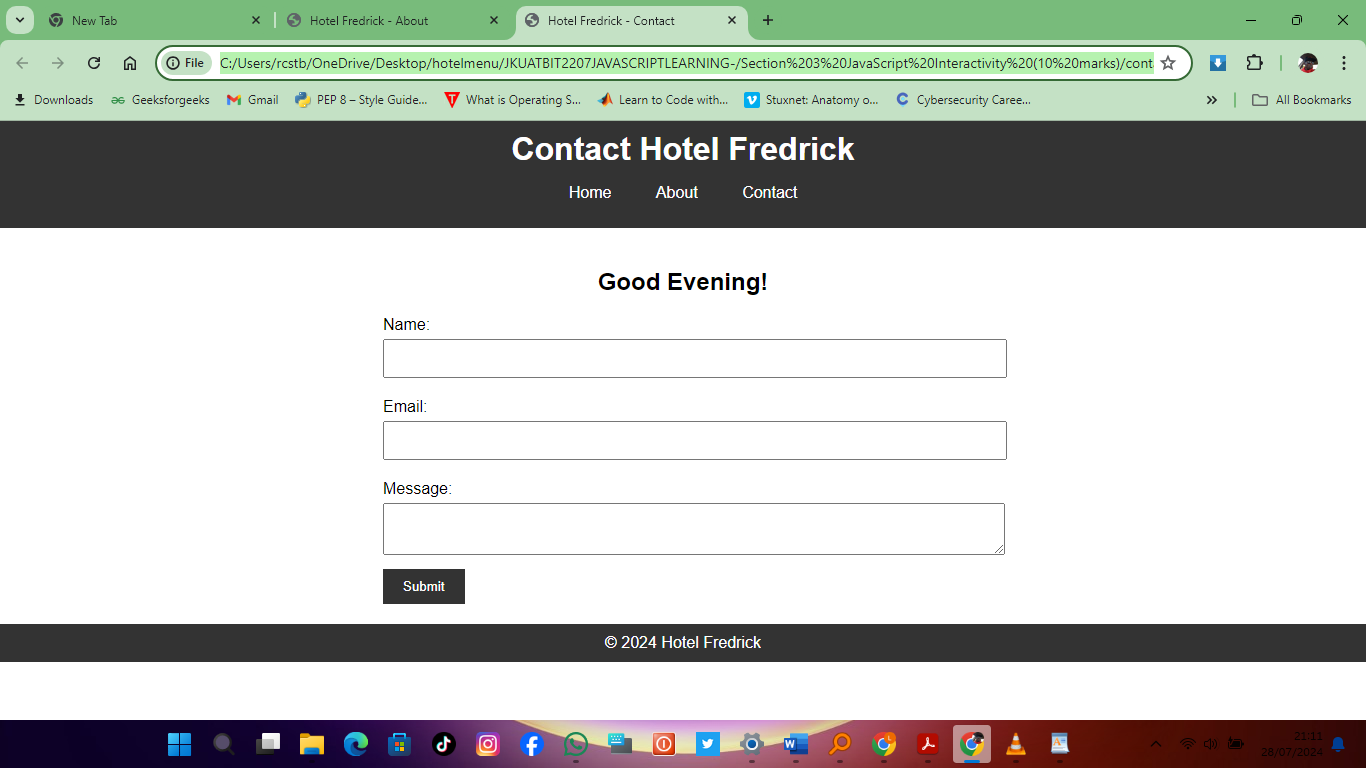 New Tab
Hotel Fredrick - About
Hotel Fredrick - Contact
File
C:/Users/rcstb/OneDrive/Desktop/hotelmenu/JKUATBIT2207JAVASCRIPTLEARNING-/Section%203%20JavaScript%20Interactivity%20(10%20marks)/cont
Downloads
Geeksforgeeks
Gmail
PEP 8 – Style Guide...
What is Operating S...
Learn to Code with...
Stuxnet: Anatomy o...
Cybersecurity Caree...
All Bookmarks
Contact Hotel Fredrick
Home About Contact
Good Evening!
Name:
Email:
Message:
Submit
© 2024 Hotel Fredrick
21:11
28/07/2024